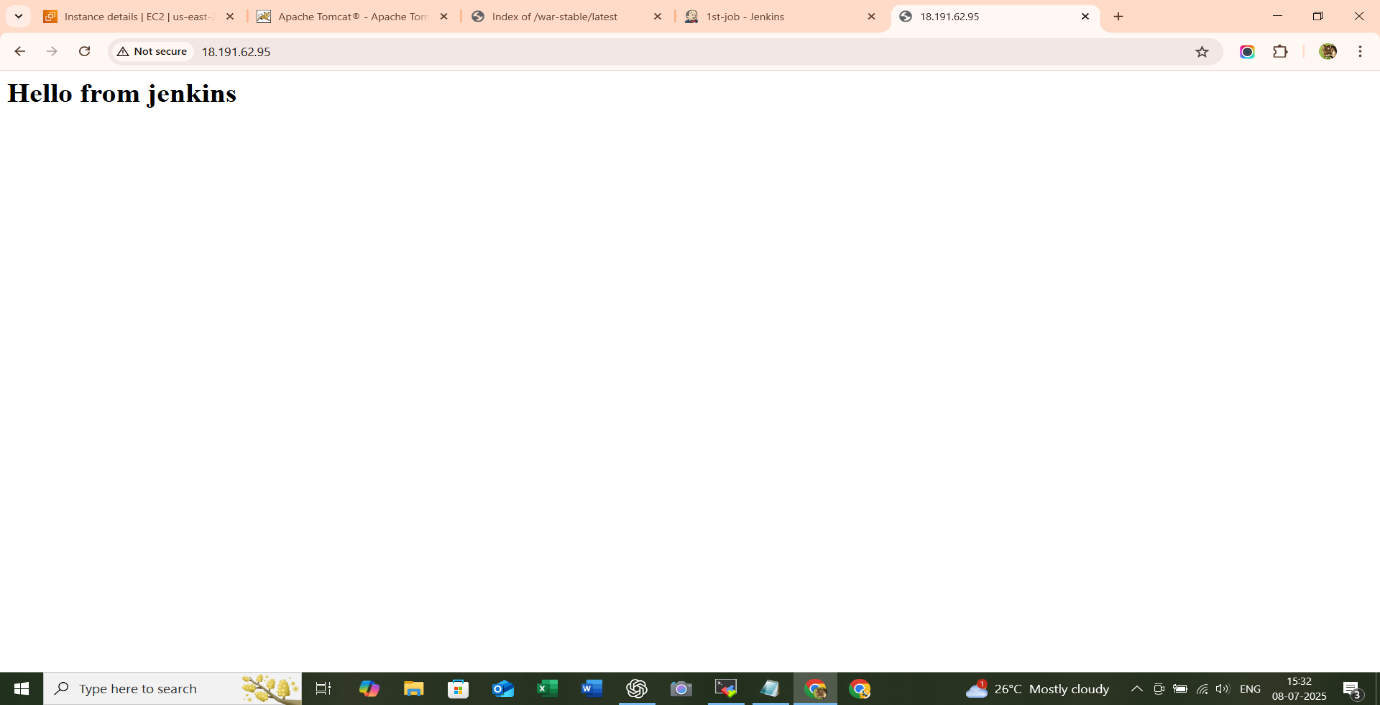 Instance details | EC2 | us-east-2
Apache Tomcat® - Apache Tom
Index of /war-stable/latest
1st-job - Jenkins
18.191.62.95
Not secure
18.191.62.95
Hello from jenkins
Type here to search
26°C Mostly cloudy
ENG
15:32
08-07-2025
3